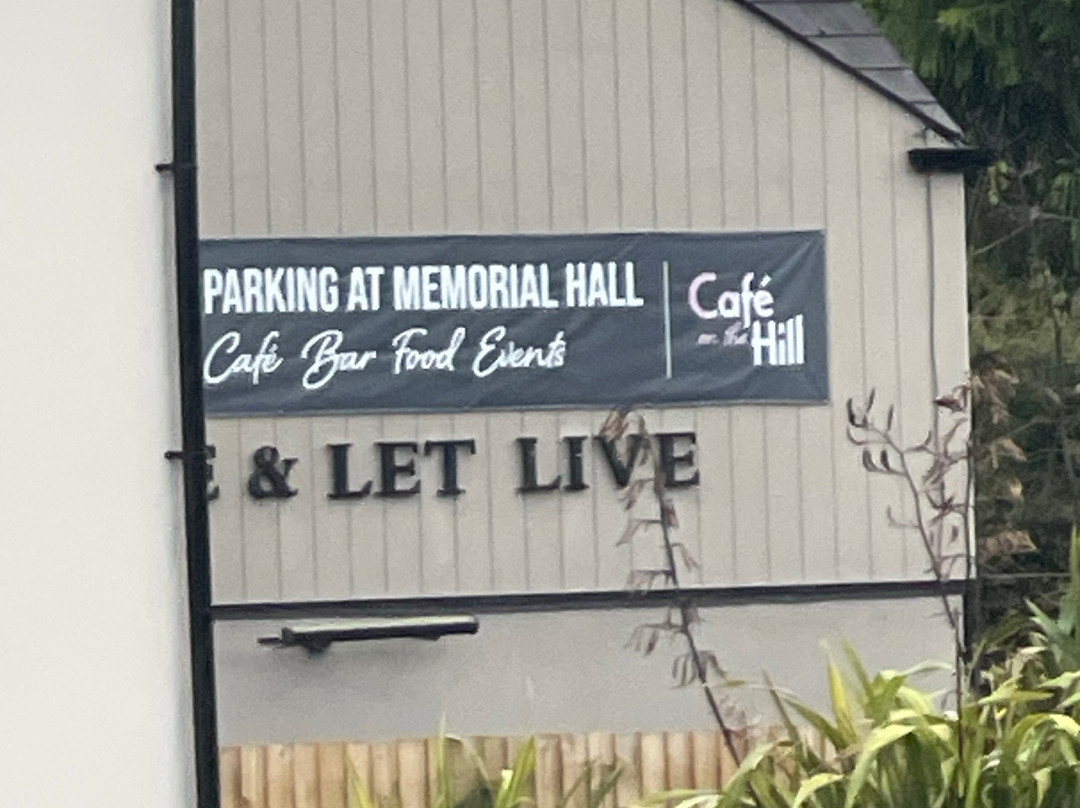 PARKING AT MEMORIAL HALL
Café Bar Food Events
Café
on the Hill
E & LET LIVE